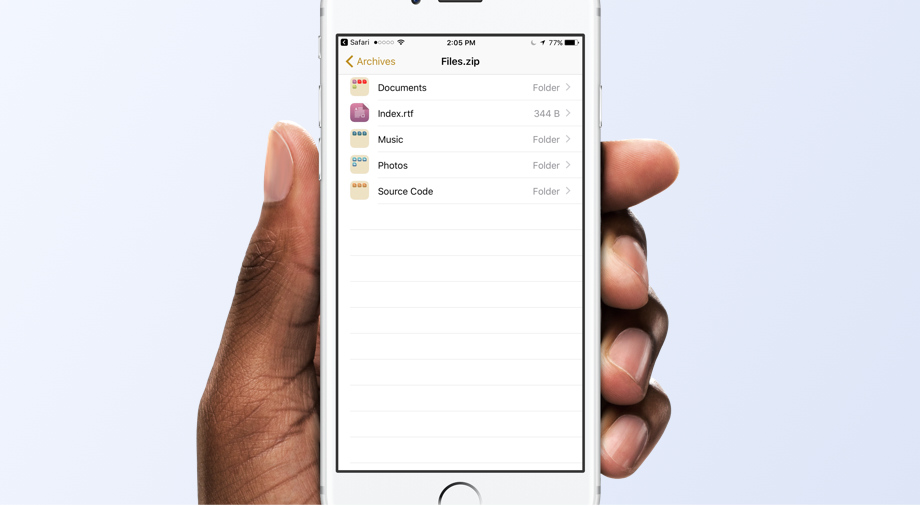 Safari 2:05 PM 77%
Archives Files.zip
Documents Folder
Index.rtf 344 B
Music Folder
Photos Folder
Source Code Folder